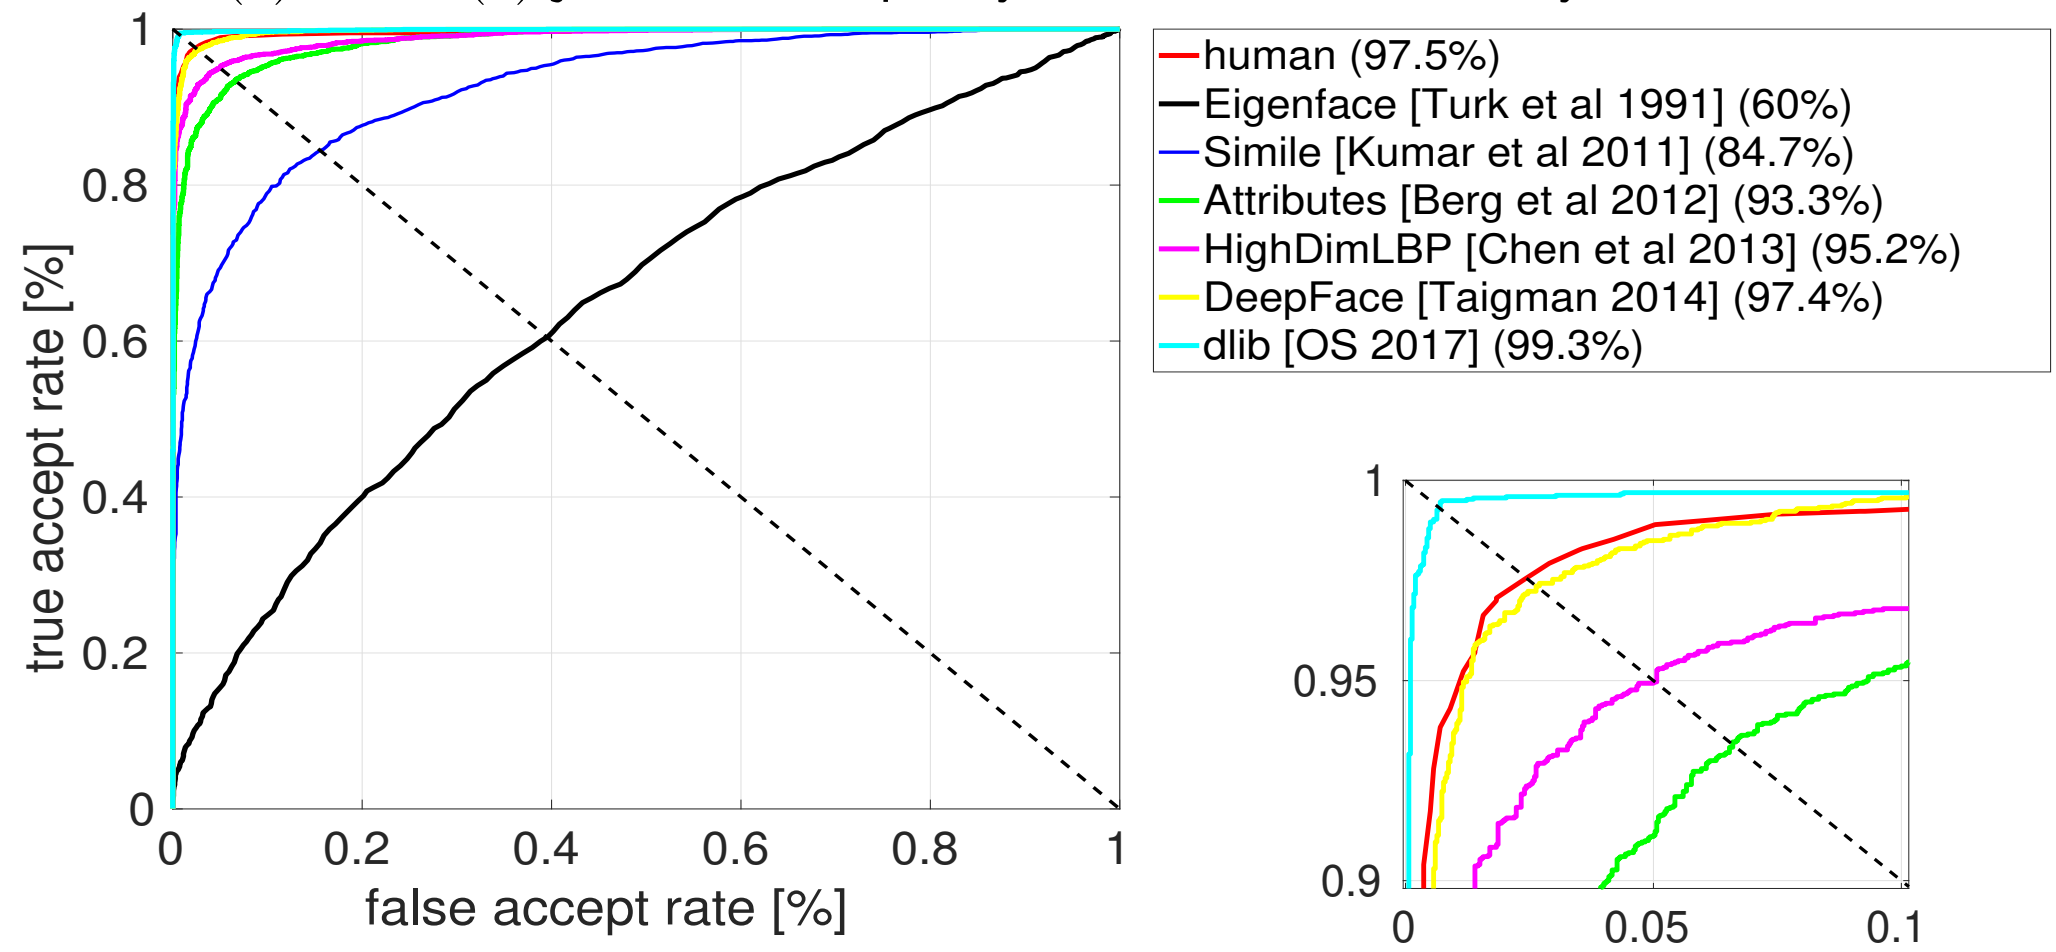 1
0.8
0.6
0.4
0.2
0
true accept rate [%]
0 0.2 0.4 0.6 0.8 1
false accept rate [%]
human (97.5%)
Eigenface [Turk et al 1991] (60%)
Simile [Kumar et al 2011] (84.7%)
Attributes [Berg et al 2012] (93.3%)
HighDimLBP [Chen et al 2013] (95.2%)
DeepFace [Taigman 2014] (97.4%)
dlib [OS 2017] (99.3%)
1
0.95
0.9
0 0.05 0.1